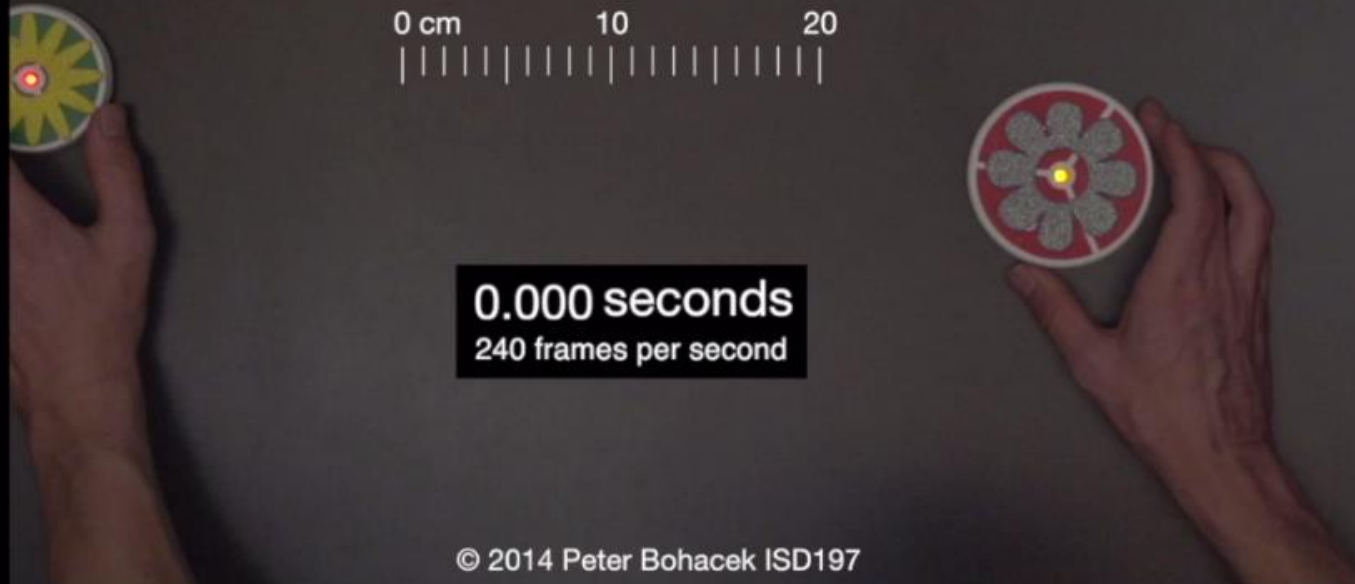 0 cm 10 20
0.000 seconds
240 frames per second
© 2014 Peter Bohacek ISD197